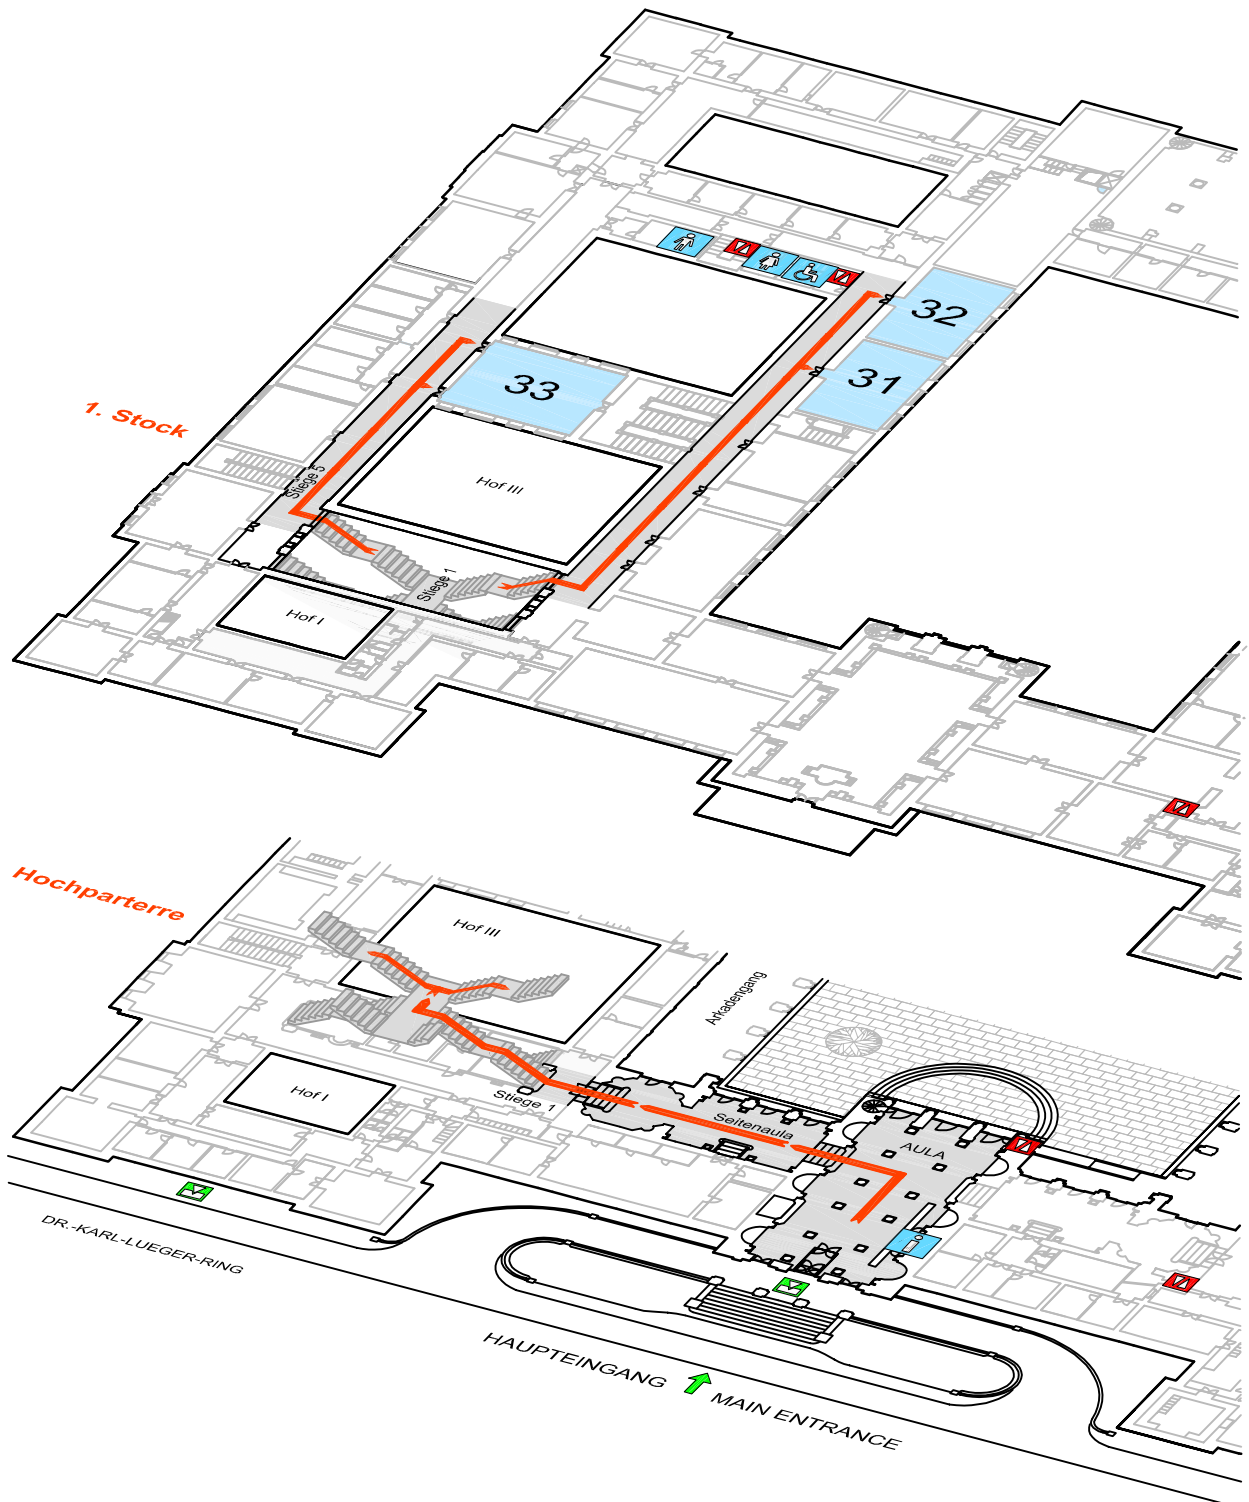 32
31
33
1. Stock
Stiege 5
Hof III
Stiege 1
Hof I
Hochparterre
Hof III
Arkadengang
Hof I
Stiege 1
Seitenaula
AULA
i
DR.-KARL-LUEGER-RING
HAUPTEINGANG
MAIN ENTRANCE